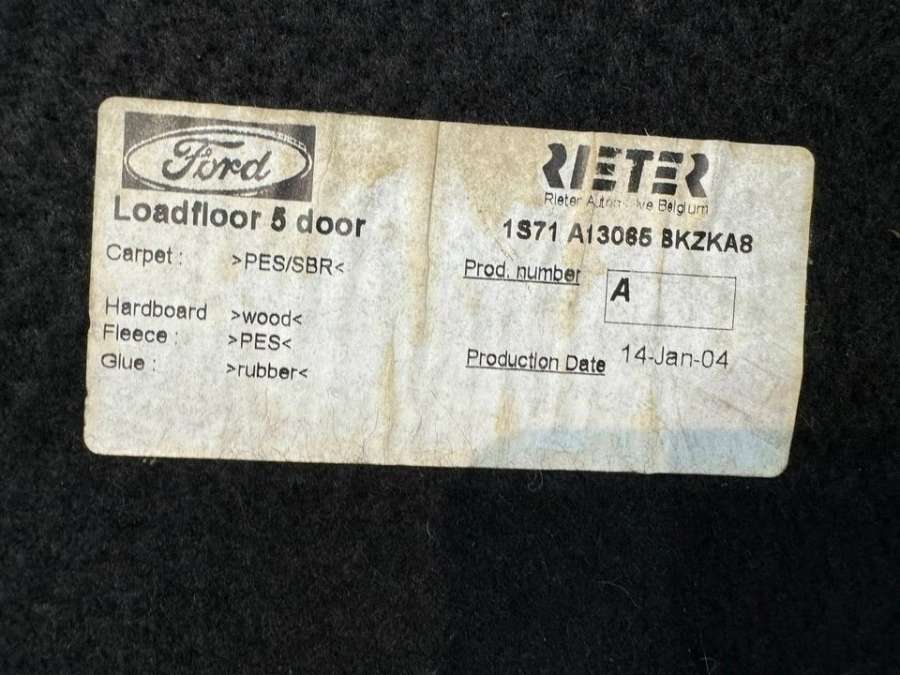 Ford
Loadfloor 5 door
Carpet : >PES/SBR<
Hardboard >wood<
Fleece : >PES<
Glue : >rubber<
RIETER
Rieter Automotive Belgium
1S71 A13065 BKZKA8
Prod. number A
Production Date 14-Jan-04